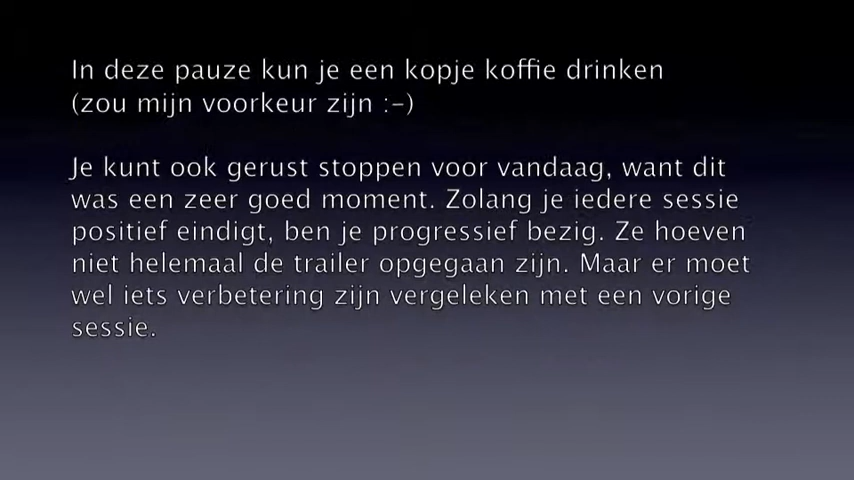 In deze pauze kun je een kopje koffie drinken
(zou mijn voorkeur zijn :-)
Je kunt ook gerust stoppen voor vandaag, want dit
was een zeer goed moment. Zolang je iedere sessie
positief eindigt, ben je progressief bezig. Ze hoeven
niet helemaal de trailer opgegaan zijn. Maar er moet
wel iets verbetering zijn vergeleken met een vorige
sessie.